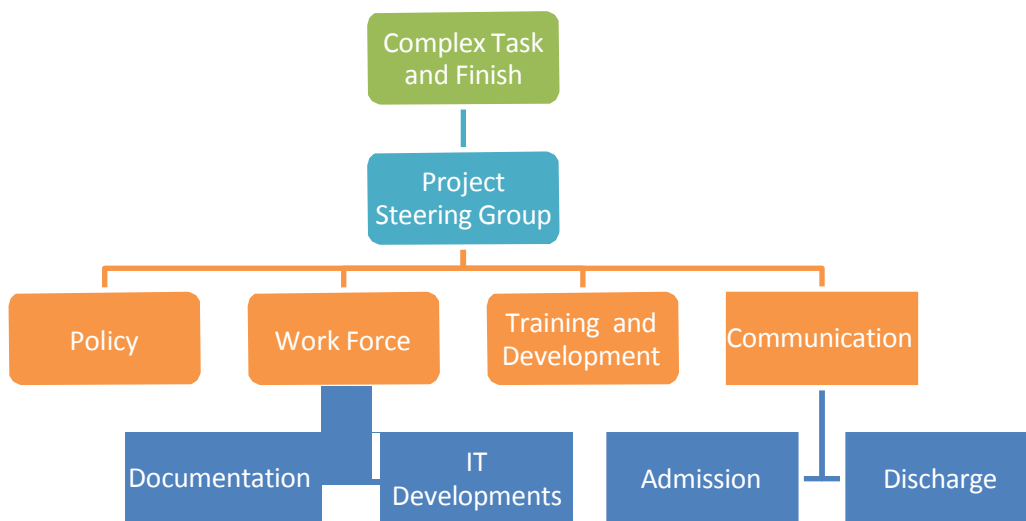 Complex Task
and Finish
Project
Steering Group
Policy
Work Force
Training and
Development
Communication
Documentation
IT
Developments
Admission
Discharge